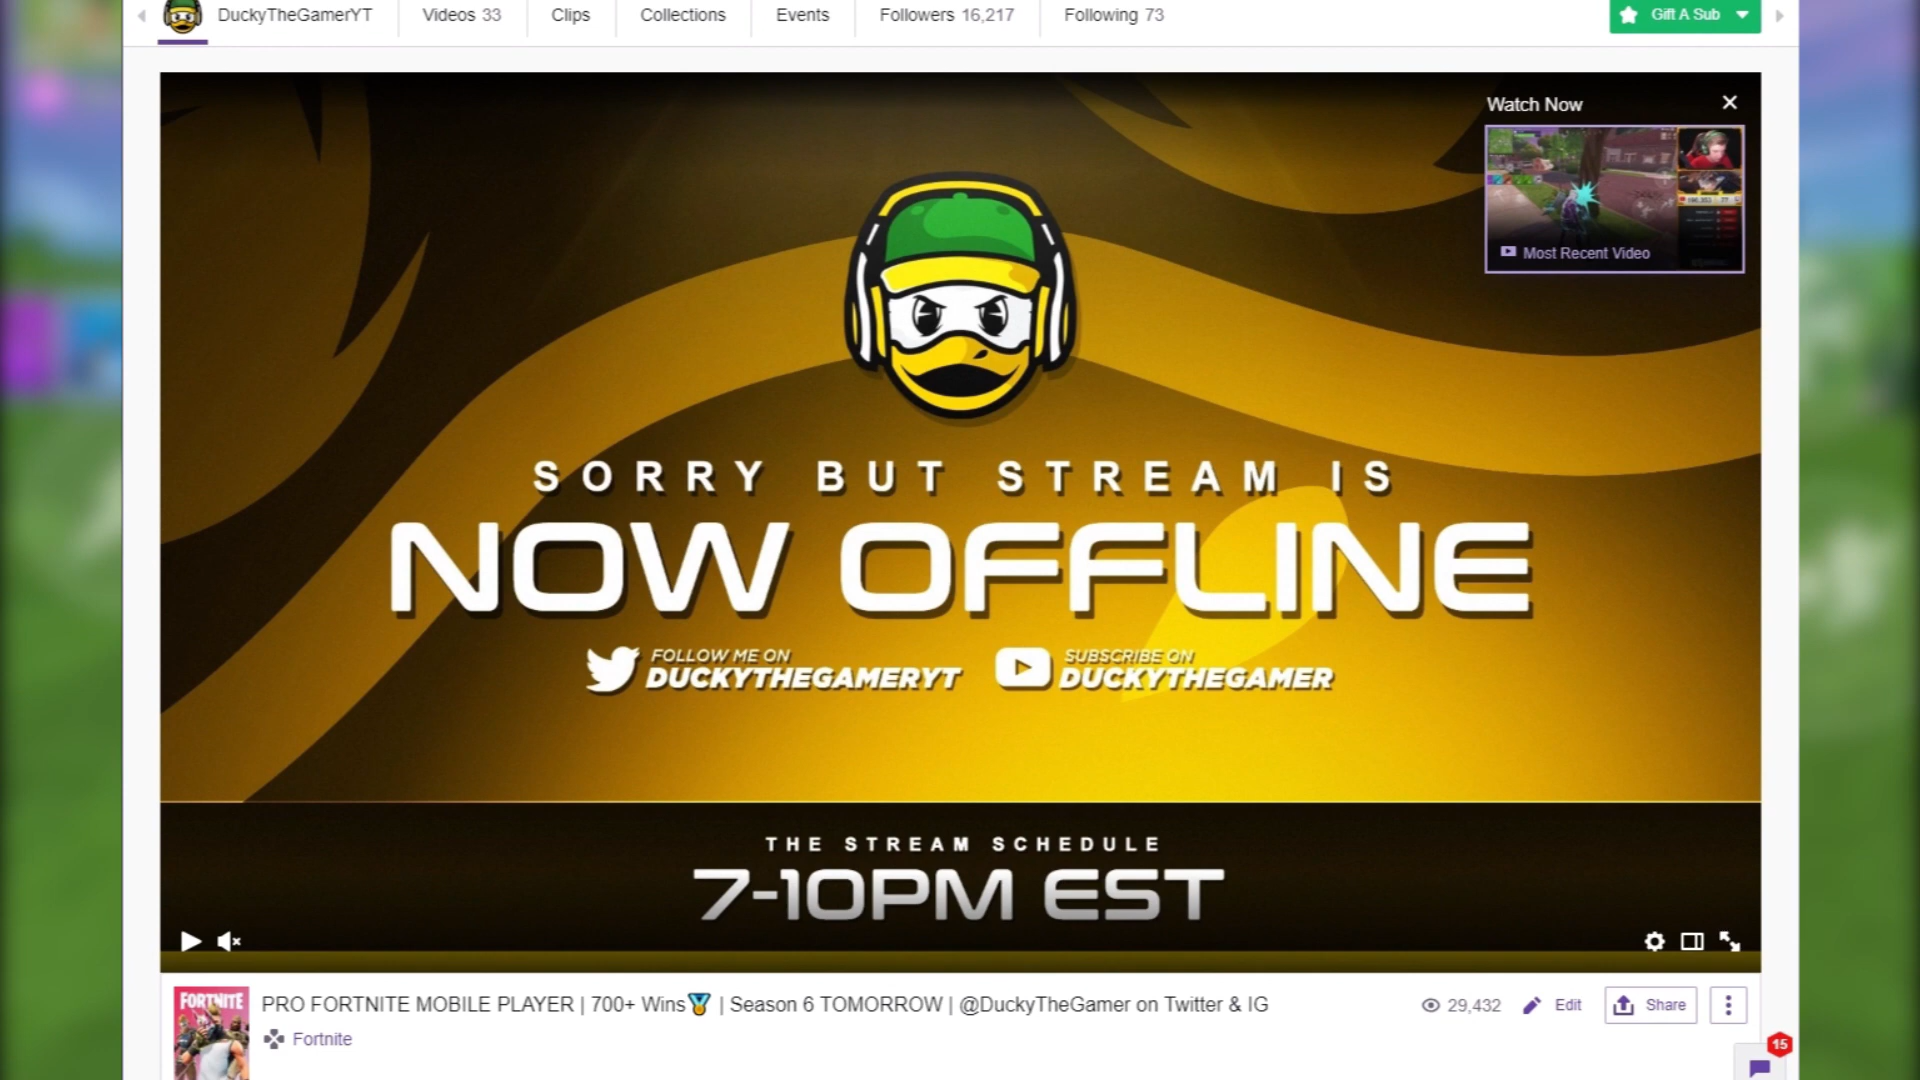 DuckyTheGamerYT
Videos 33
Clips
Collections
Events
Followers 16,217
Following 73
Gift A Sub
Watch Now
Most Recent Video
SORRY BUT STREAM IS
NOW OFFLINE
FOLLOW ME ON
DUCKYTHEGAMERYT
SUBSCRIBE ON
DUCKYTHEGAMER
THE STREAM SCHEDULE
7-10PM EST
FORTNITE
PRO FORTNITE MOBILE PLAYER | 700+ Wins🏅 | Season 6 TOMORROW | @DuckyTheGamer on Twitter & IG
29,432
Edit
Share
Fortnite
15